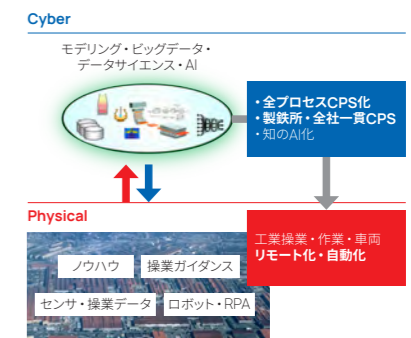 Cyber
モデリング・ビッグデータ・
データサイエンス・AI
・全プロセスCPS化
・製鉄所・全社一貫CPS
・知のAI化
Physical
工業操業・作業・車両
リモート化・自動化
ノウハウ
操業ガイダンス
センサ・操業データ
ロボット・RPA